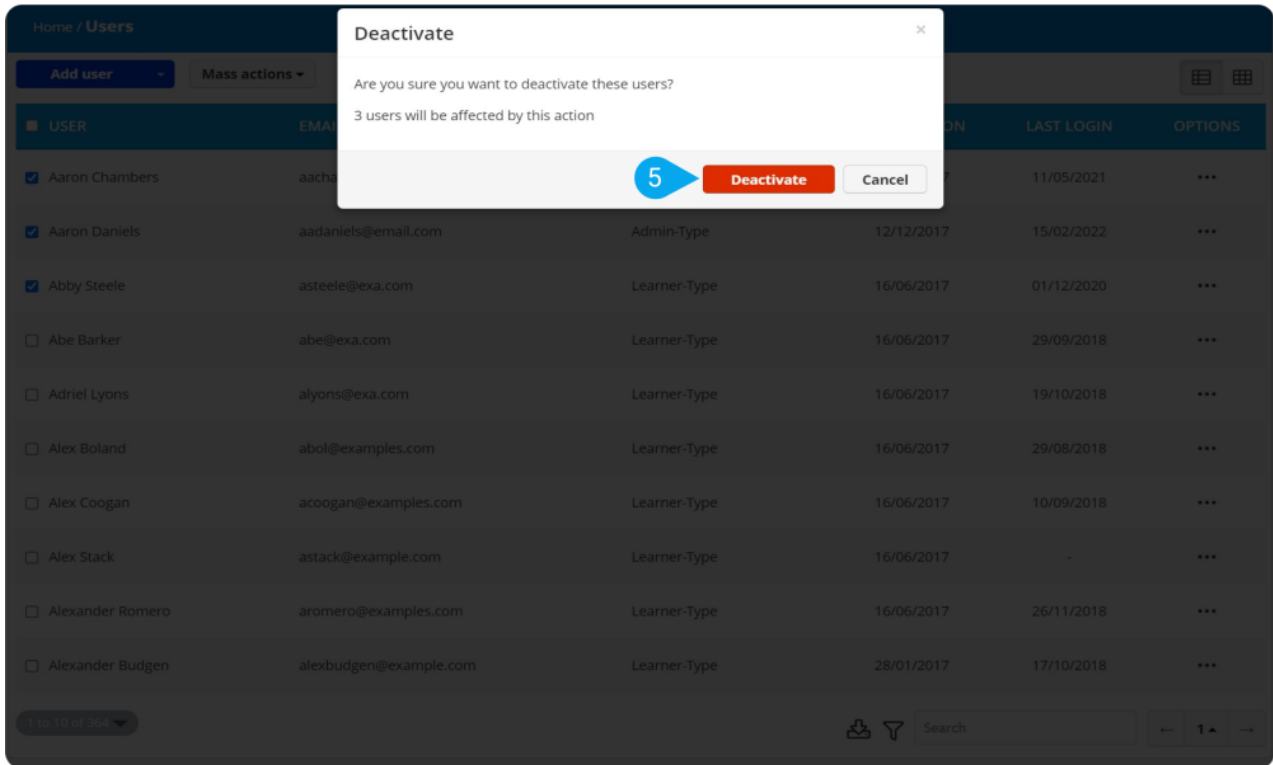 Home / Users
Deactivate
×
Add user
Mass actions
Are you sure you want to deactivate these users?
3 users will be affected by this action
USER EMAI ON LAST LOGIN OPTIONS
5 Deactivate Cancel
Aaron Chambers aacha 7 11/05/2021 •••
Aaron Daniels aadaniels@email.com Admin-Type 12/12/2017 15/02/2022 •••
Abby Steele asteele@exa.com Learner-Type 16/06/2017 01/12/2020 •••
Abe Barker abe@exa.com Learner-Type 16/06/2017 29/09/2018 •••
Adriel Lyons alyons@exa.com Learner-Type 16/06/2017 19/10/2018 •••
Alex Boland abol@examples.com Learner-Type 16/06/2017 29/08/2018 •••
Alex Coogan acoogan@examples.com Learner-Type 16/06/2017 10/09/2018 •••
Alex Stack astack@example.com Learner-Type 16/06/2017 - •••
Alexander Romero aromero@examples.com Learner-Type 16/06/2017 26/11/2018 •••
Alexander Budgen alexbudgen@example.com Learner-Type 28/01/2017 17/10/2018 •••
1 to 10 of 364 Search ← 1 →